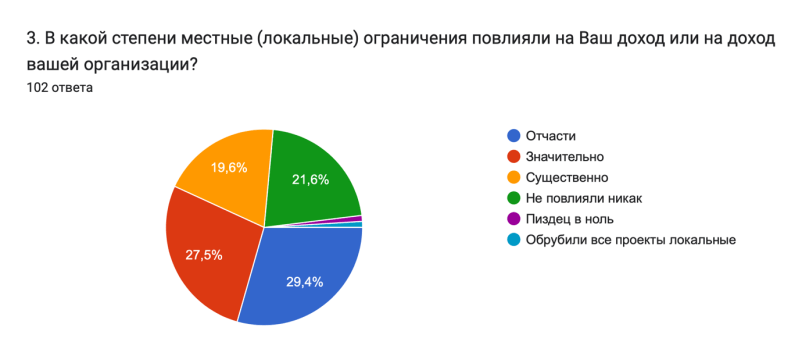 3. В какой степени местные (локальные) ограничения повлияли на Ваш доход или на доход
вашей организации?
102 ответа
19,6%
21,6%
27,5%
29,4%
Отчасти
Значительно
Существенно
Не повлияли никак
Пиздец в ноль
Обрубили все проекты локальные